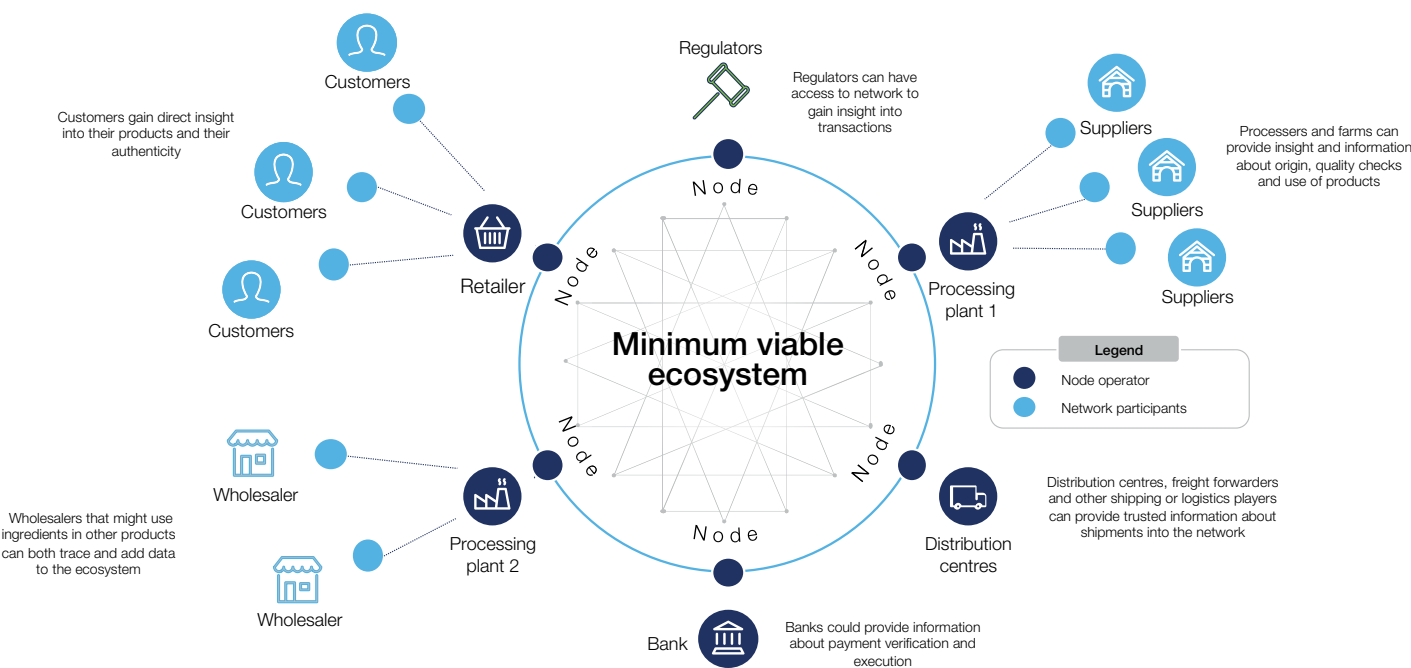 Regulators
Regulators can have
access to network to
gain insight into
transactions
Customers
Customers gain direct insight
into their products and their
authenticity
Customers
Customers
Retailer
Suppliers
Suppliers
Suppliers
Processers and farms can
provide insight and information
about origin, quality checks
and use of products
Processing
plant 1
Node
Node
Node
Minimum viable
ecosystem
Node
Node
Node
Legend
Node operator
Network participants
Wholesaler
Wholesalers that might use
ingredients in other products
can both trace and add data
to the ecosystem
Wholesaler
Processing
plant 2
Distribution
centres
Distribution centres, freight forwarders
and other shipping or logistics players
can provide trusted information about
shipments into the network
Bank
Banks could provide information
about payment verification and
execution